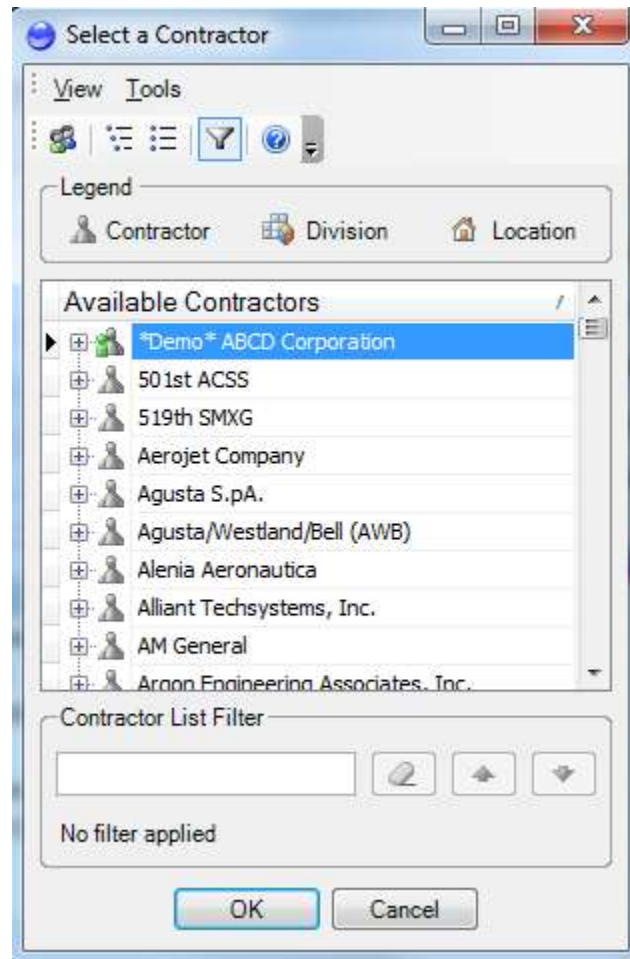 Select a Contractor
View Tools
Legend
Contractor Division Location
Available Contractors
*Demo* ABCD Corporation
501st ACSS
519th SMXG
Aerojet Company
Agusta S.pA.
Agusta/Westland/Bell (AWB)
Alenia Aeronautica
Alliant Techsystems, Inc.
AM General
Argon Engineering Associates, Inc.
Contractor List Filter
No filter applied
OK Cancel